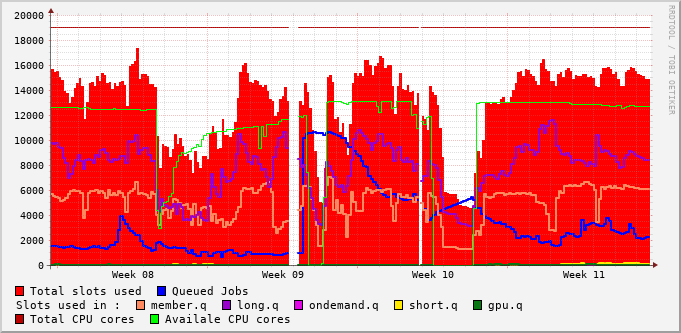 RRDTOOL / TOBI OETIKER
20000
18000
16000
14000
12000
10000
8000
6000
4000
2000
0
Week 08 Week 09 Week 10 Week 11
Total slots used Queued Jobs
Slots used in : member.q long.q ondemand.q short.q gpu.q
Total CPU cores Availale CPU cores